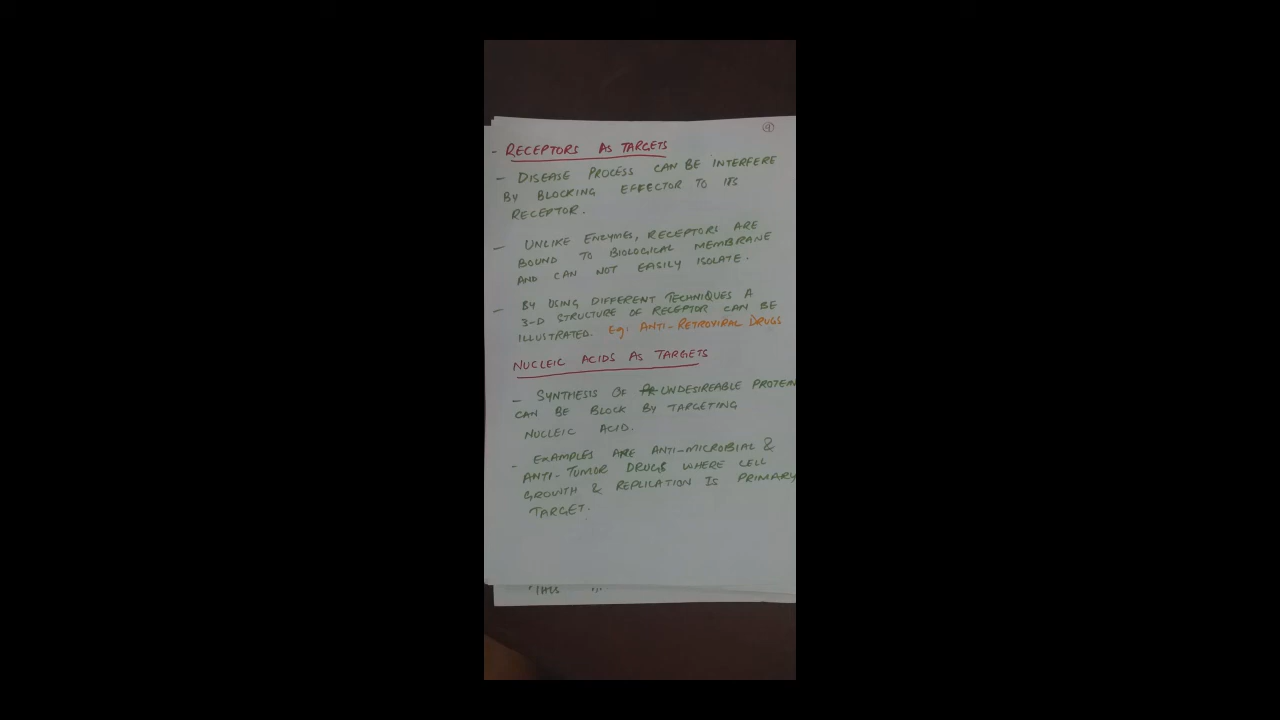 - RECEPTORS AS TARGETS
- DISEASE PROCESS CAN BE INTERFERE
BY BLOCKING EFFECTOR TO ITS
RECEPTOR.
- UNLIKE ENZYMES, RECEPTORS ARE
BOUND TO BIOLOGICAL MEMBRANE
AND CAN NOT EASILY ISOLATE.
- BY USING DIFFERENT TECHNIQUES A
3-D STRUCTURE OF RECEPTOR CAN BE
ILLUSTRATED. Eg: ANTI-RETROVIRAL DRUGS
NUCLEIC ACIDS AS TARGETS
- SYNTHESIS OF UNDESIREABLE PROTEIN
CAN BE BLOCK BY TARGETING
NUCLEIC ACID.
- EXAMPLES ARE ANTI-MICROBIAL &
ANTI-TUMOR DRUGS WHERE CELL
GROWTH & REPLICATION IS PRIMARY
TARGET.